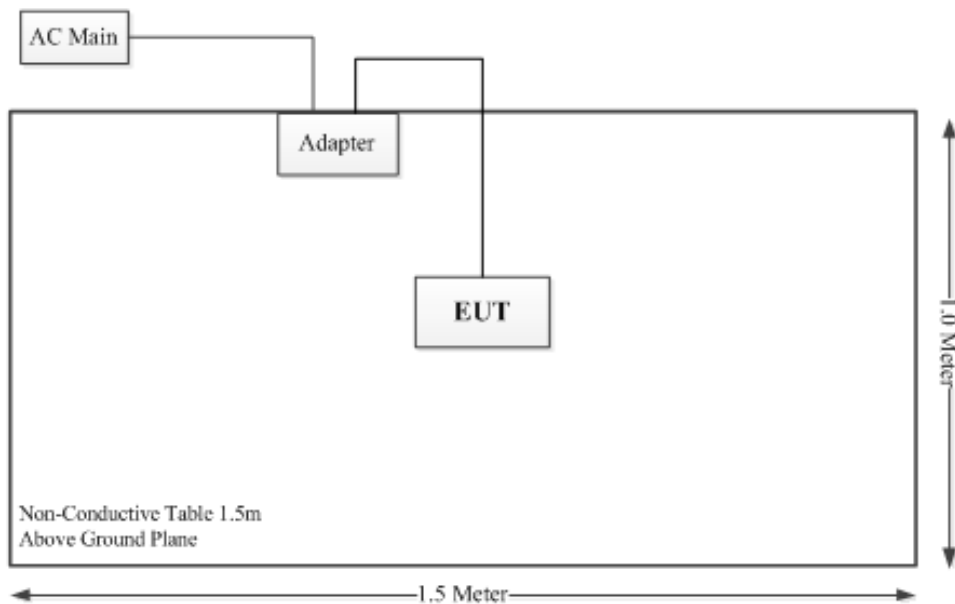 AC Main
Adapter
EUT
1.0 Meter
Non-Conductive Table 1.5m
Above Ground Plane
1.5 Meter